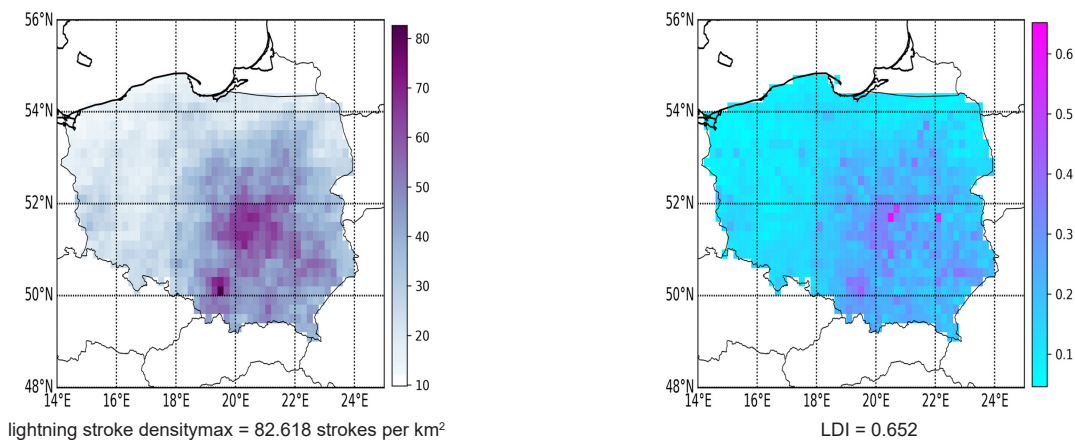 56°N
54°N
52°N
50°N
48°N
14°E 16°E 18°E 20°E 22°E 24°E
80
70
60
50
40
30
20
10
lightning stroke densitymax = 82.618 strokes per km²
56°N
54°N
52°N
50°N
48°N
14°E 16°E 18°E 20°E 22°E 24°E
0.6
0.5
0.4
0.3
0.2
0.1
LDI = 0.652